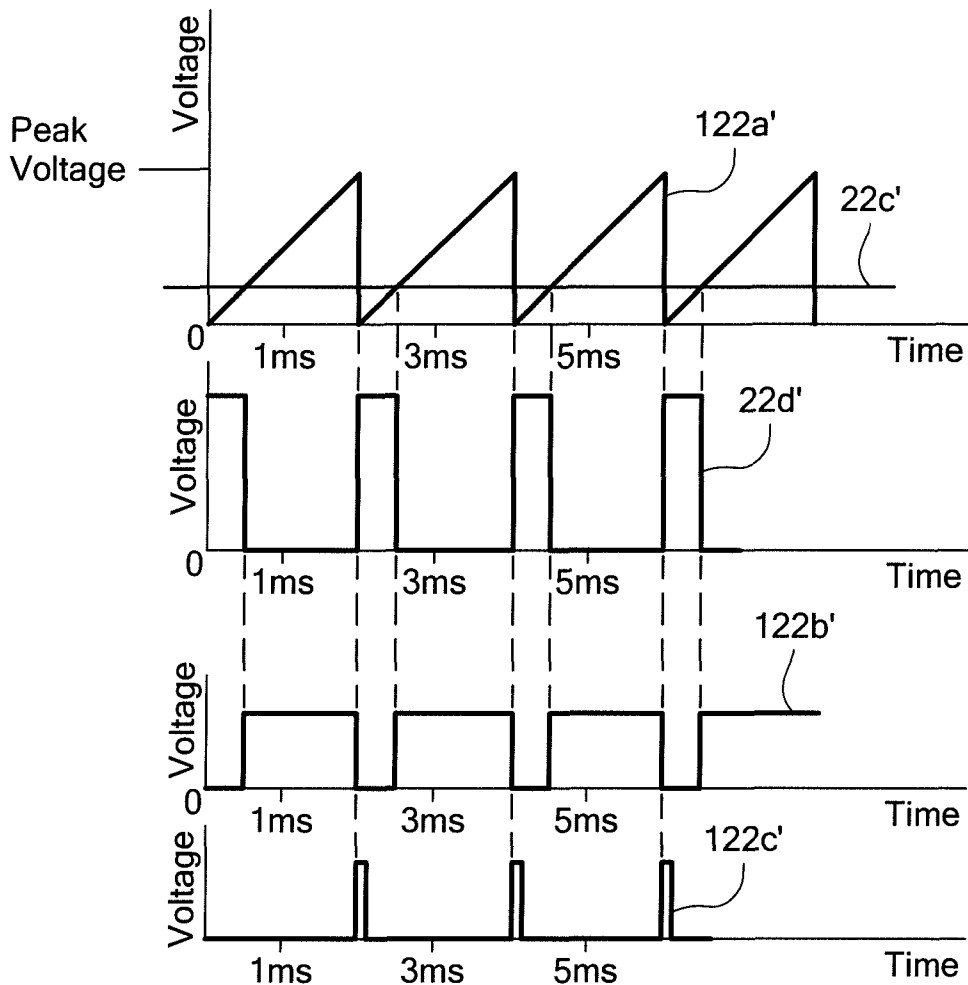 Voltage
Peak
Voltage
122a'
22c'
0
1ms
3ms
5ms
Time
Voltage
22d'
0
1ms
3ms
5ms
Time
Voltage
122b'
0
1ms
3ms
5ms
Time
Voltage
122c'
1ms
3ms
5ms
Time